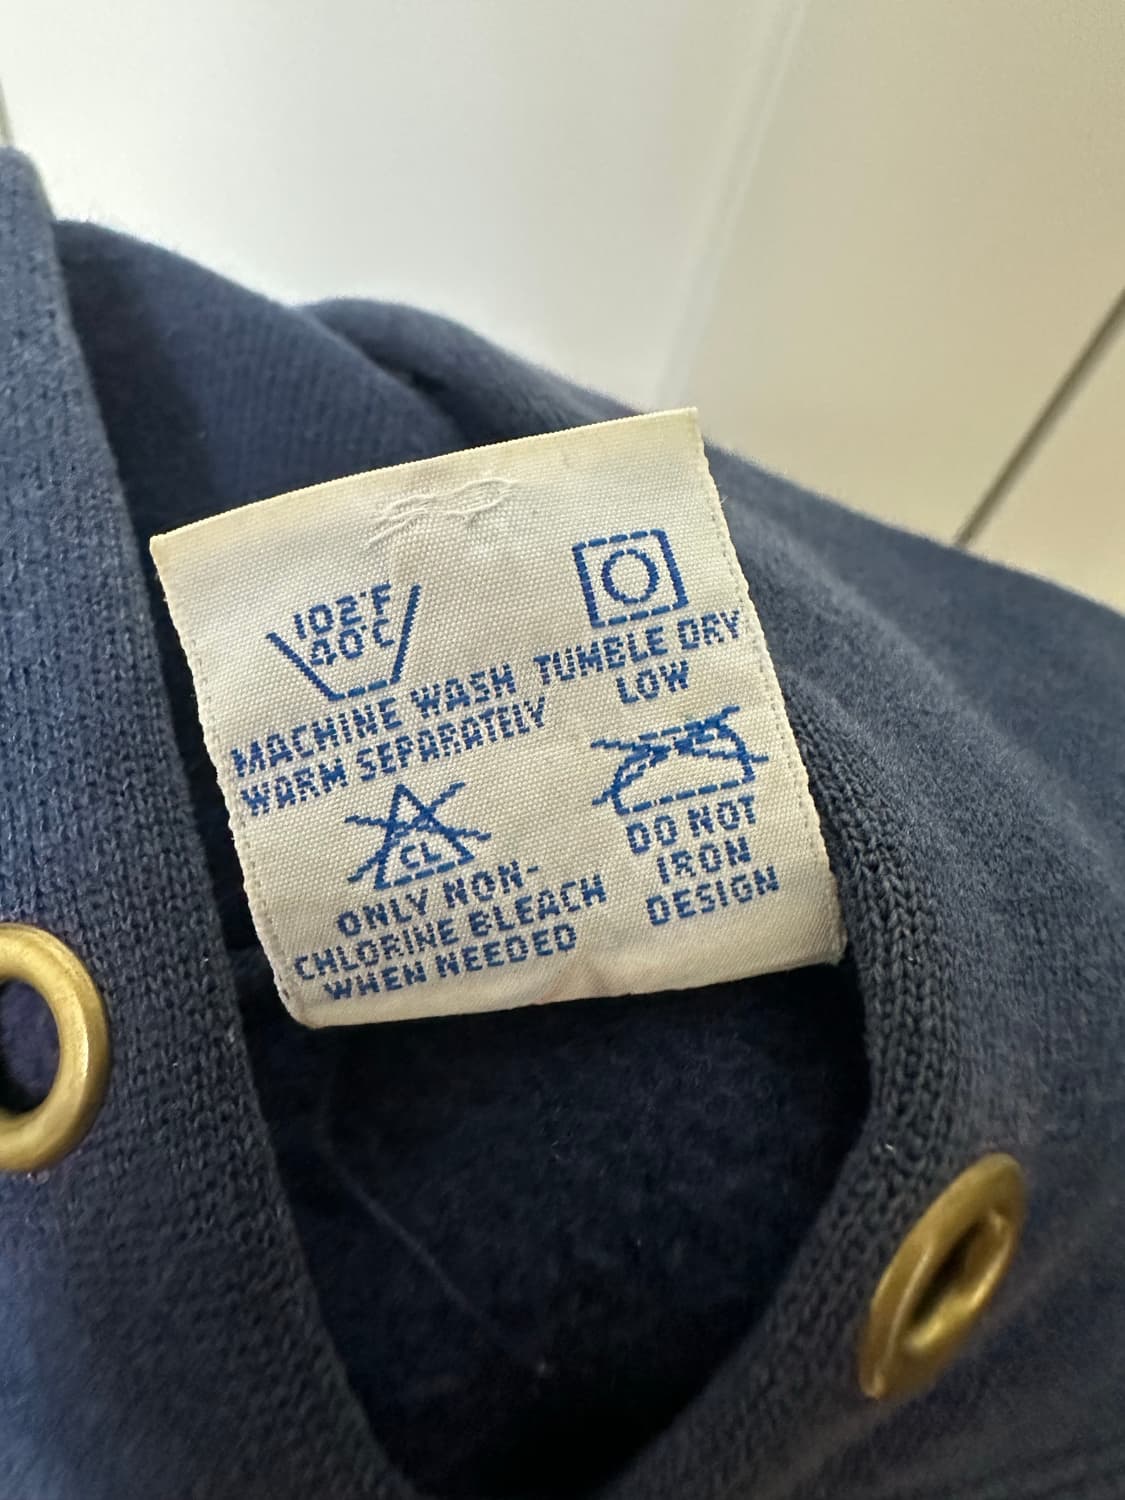 102°F
40°C
MACHINE WASH
WARM SEPARATELY
TUMBLE DRY
LOW
CL
ONLY NON-
CHLORINE BLEACH
WHEN NEEDED
DO NOT
IRON
DESIGN